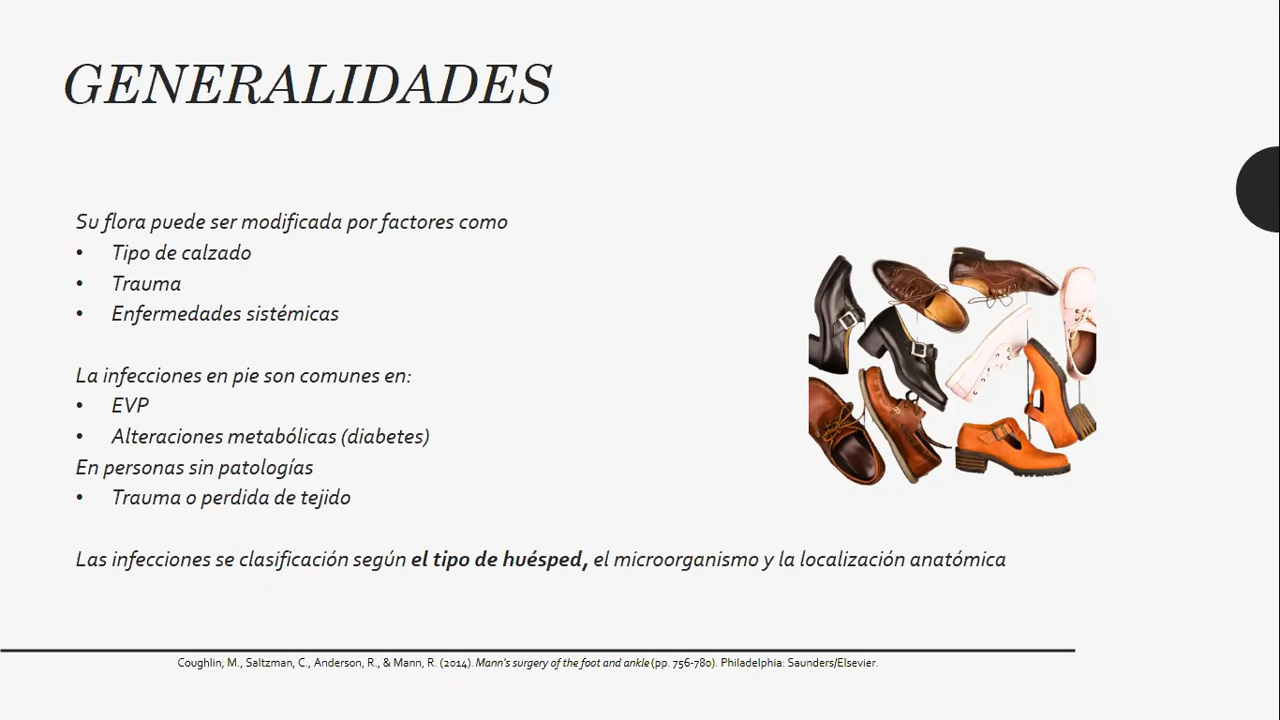 GENERALIDADES
Su flora puede ser modificada por factores como
• Tipo de calzado
• Trauma
• Enfermedades sistémicas
La infecciones en pie son comunes en:
• EVP
• Alteraciones metabólicas (diabetes)
En personas sin patologías
• Trauma o perdida de tejido
Las infecciones se clasificación según el tipo de huésped, el microorganismo y la localización anatómica
Coughlin, M., Saltzman, C., Anderson, R., & Mann, R. (2014). Mann's surgery of the foot and ankle (pp. 756-780). Philadelphia: Saunders/Elsevier.